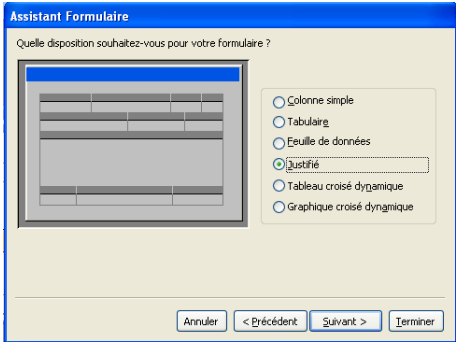 Assistant Formulaire
Quelle disposition souhaitez-vous pour votre formulaire ?
Colonne simple
Tabulaire
Feuille de données
Justifié
Tableau croisé dynamique
Graphique croisé dynamique
Annuler
< Précédent
Suivant >
Terminer